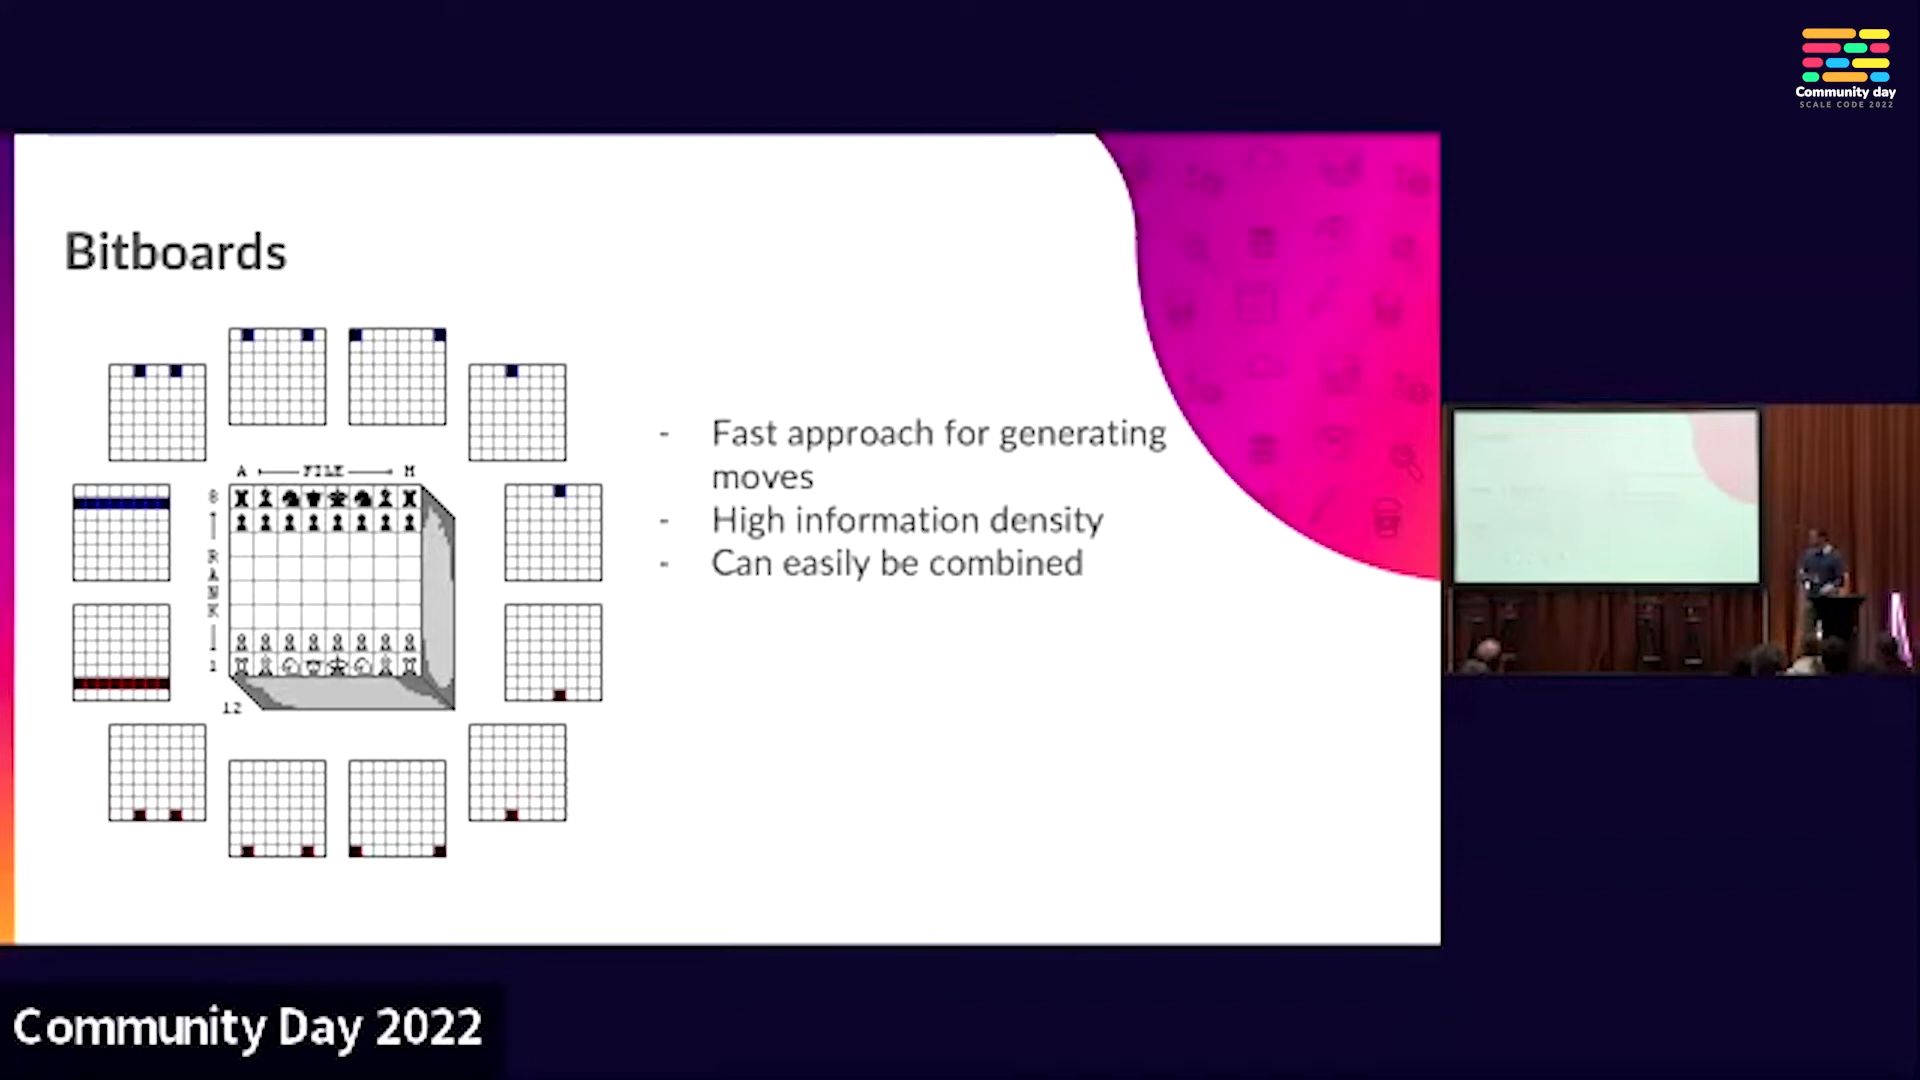 Community day
SCALE CODE 2022
Bitboards
A FILE H
8
RANK
1
12
- Fast approach for generating
moves
- High information density
- Can easily be combined
Community Day 2022